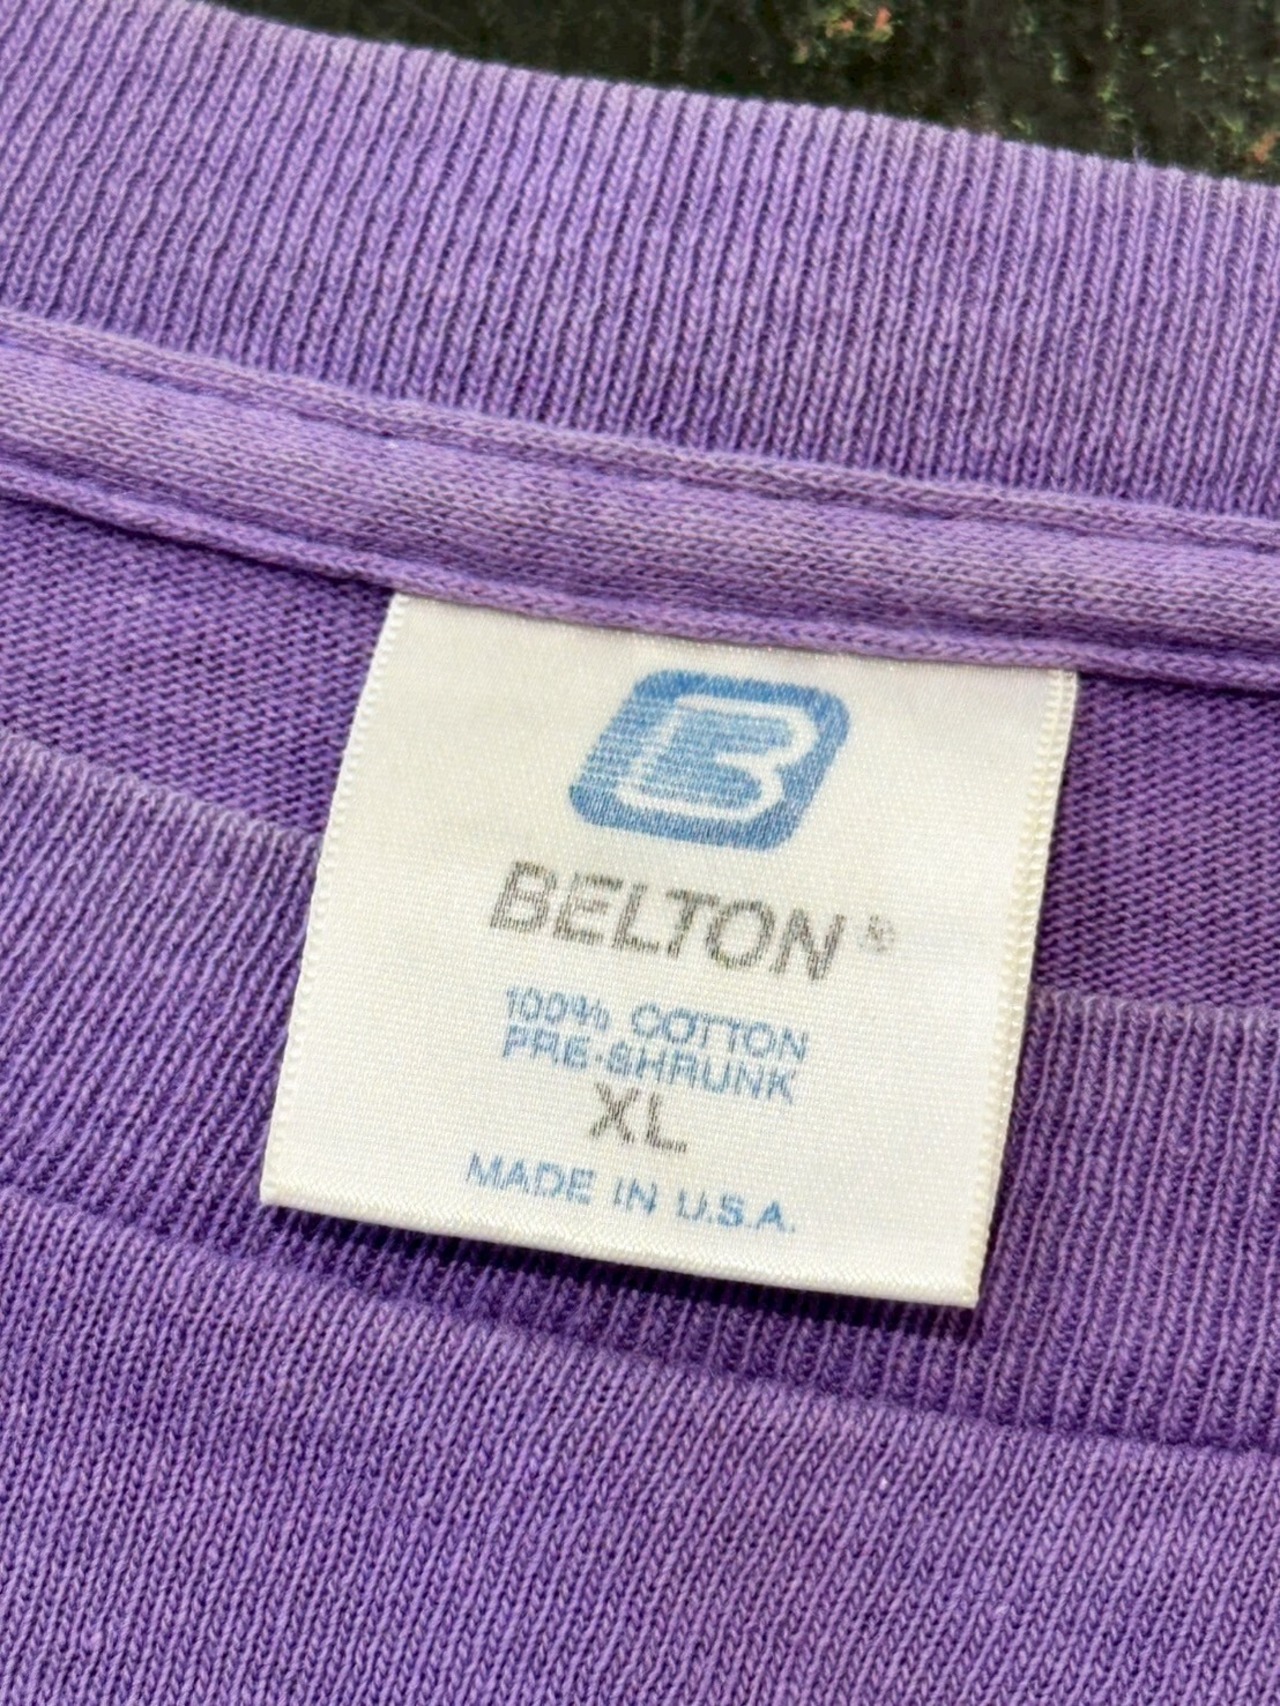 B
BELTON®
100% COTTON
PRE-SHRUNK
XL
MADE IN U.S.A.